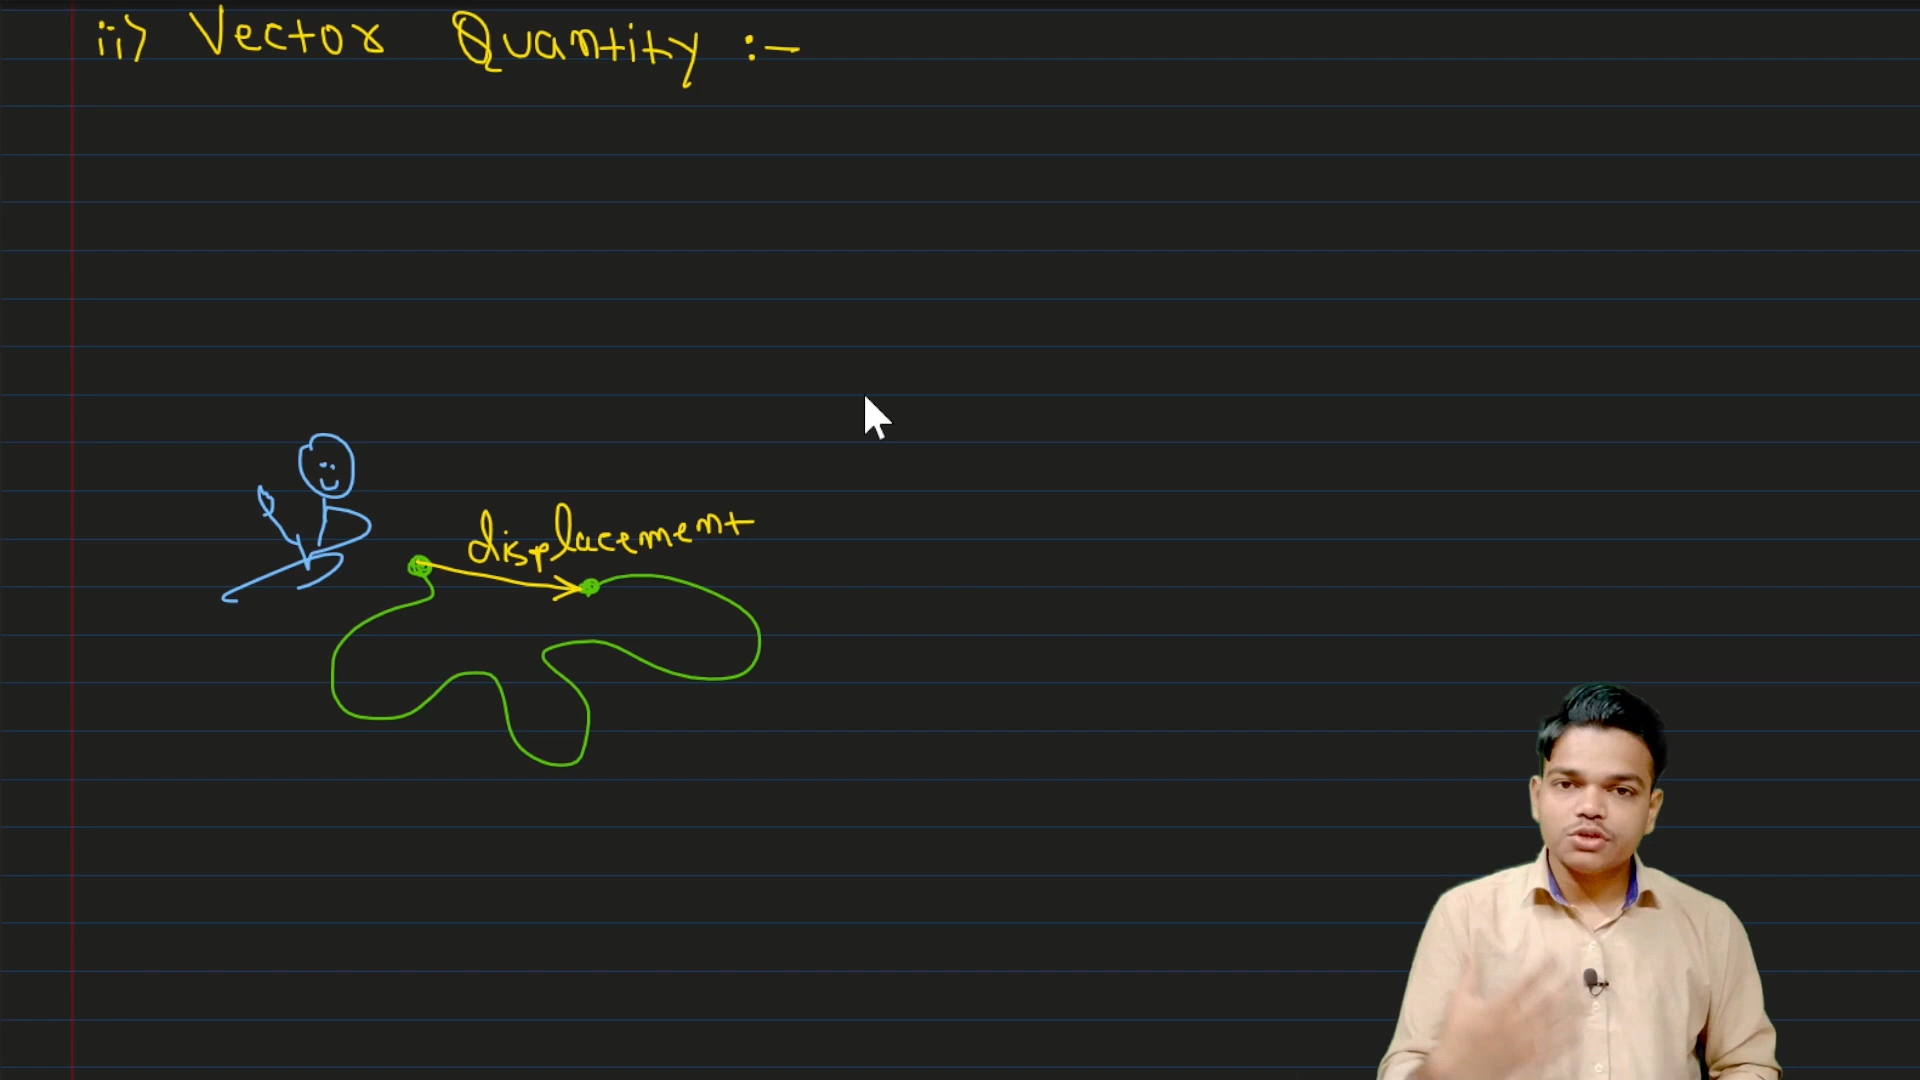 ii) Vector Quantity :-
displacement